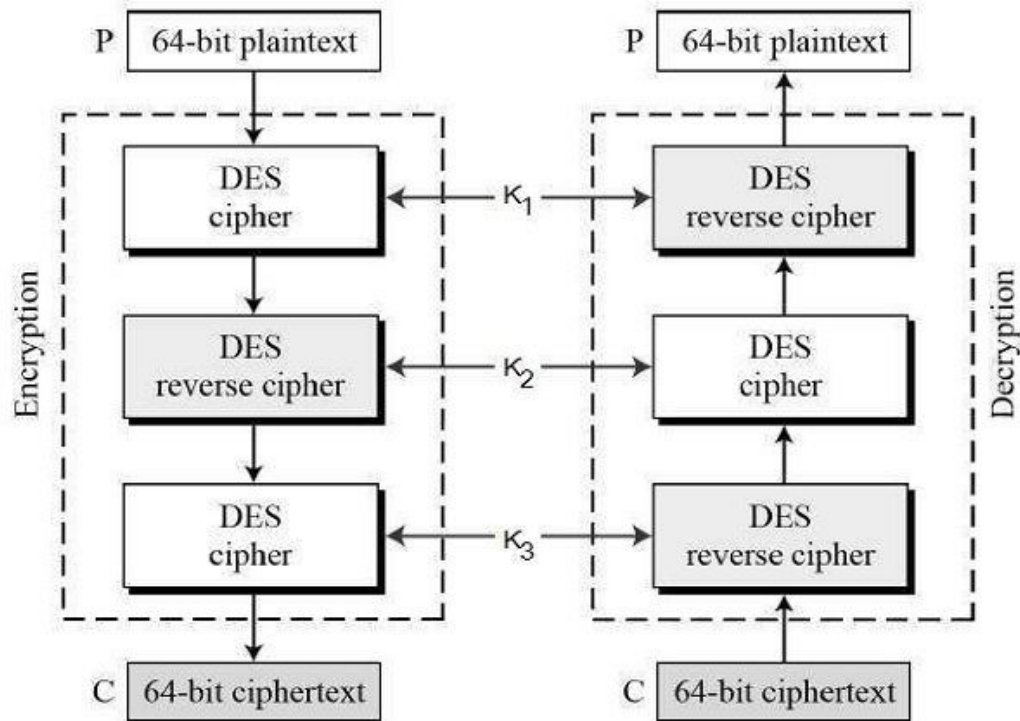 P 64-bit plaintext
DES
cipher
DES
reverse cipher
DES
cipher
C 64-bit ciphertext
Encryption
K1
K2
K3
P 64-bit plaintext
DES
reverse cipher
DES
cipher
DES
reverse cipher
C 64-bit ciphertext
Decryption